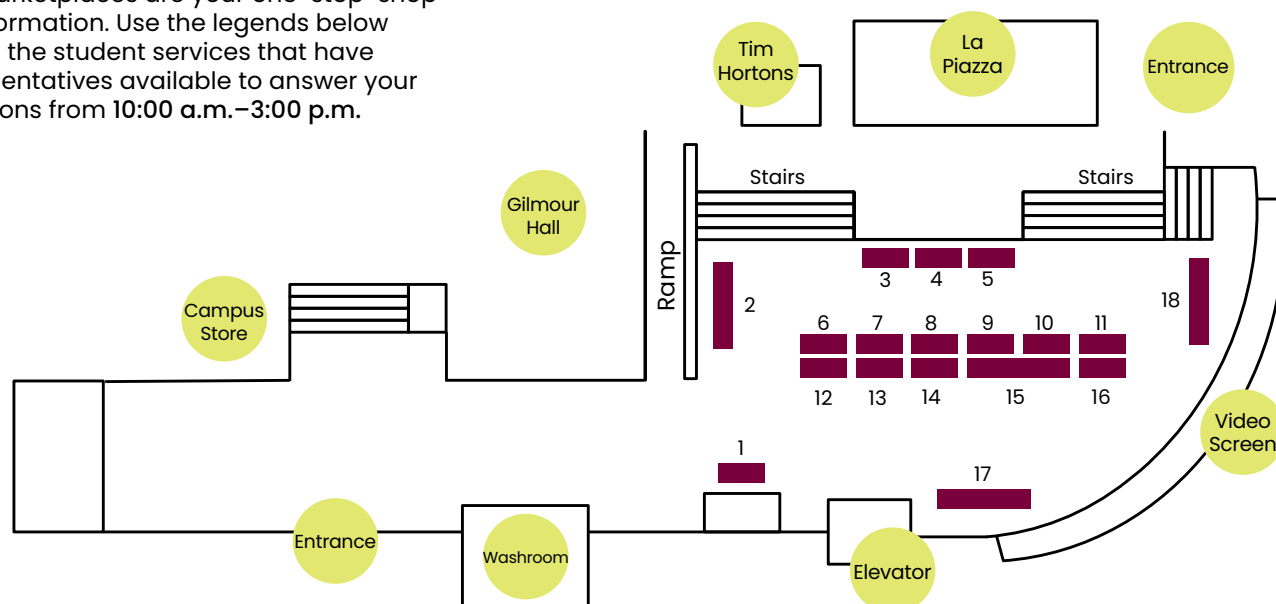 formation. Use the legends below
the student services that have
entatives available to answer your
ons from 10:00 a.m.–3:00 p.m.
Tim
Hortons
La
Piazza
Entrance
Stairs
Stairs
Gilmour
Hall
Ramp
Campus
Store
3
4
5
2
18
6
7
8
9
10
11
12
13
14
15
16
Video
Screen
1
17
Entrance
Washroom
Elevator